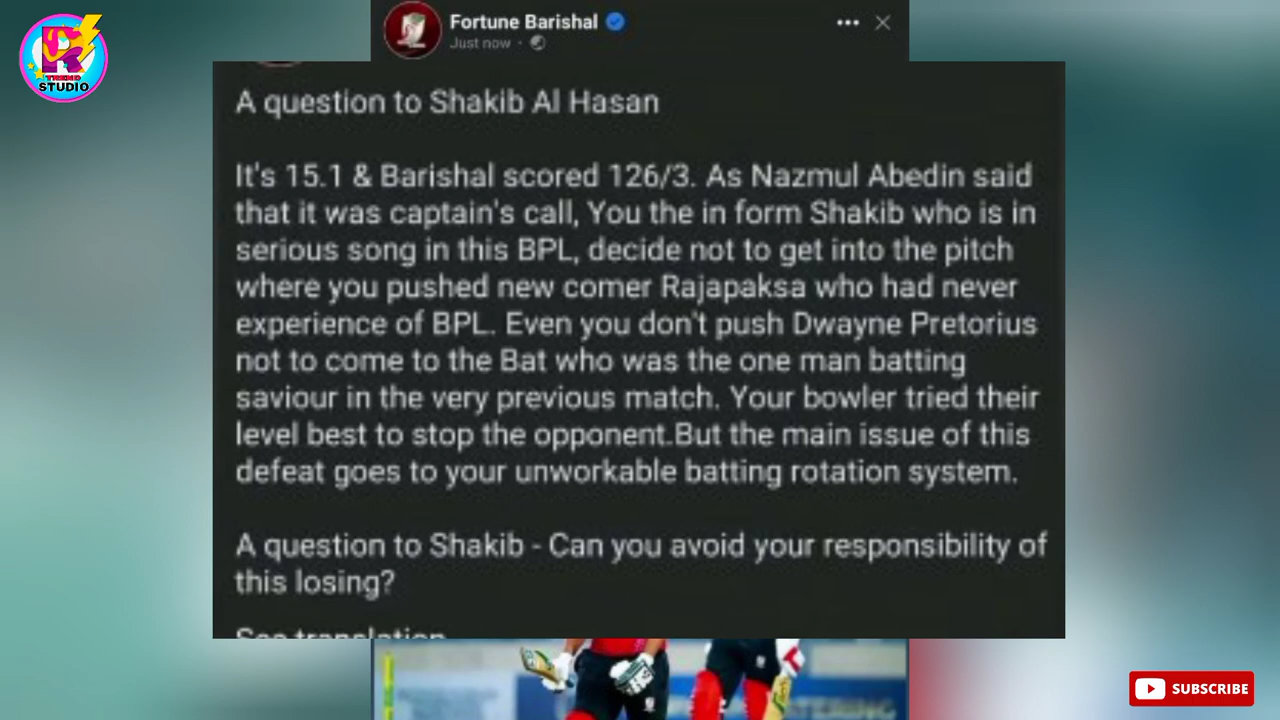 Fortune Barishal
Just now ·
TREND
STUDIO
A question to Shakib Al Hasan
It's 15.1 & Barishal scored 126/3. As Nazmul Abedin said
that it was captain's call, You the in form Shakib who is in
serious song in this BPL, decide not to get into the pitch
where you pushed new comer Rajapaksa who had never
experience of BPL. Even you don't push Dwayne Pretorius
not to come to the Bat who was the one man batting
saviour in the very previous match. Your bowler tried their
level best to stop the opponent.But the main issue of this
defeat goes to your unworkable batting rotation system.
A question to Shakib - Can you avoid your responsibility of
this losing?
See translation
SUBSCRIBE